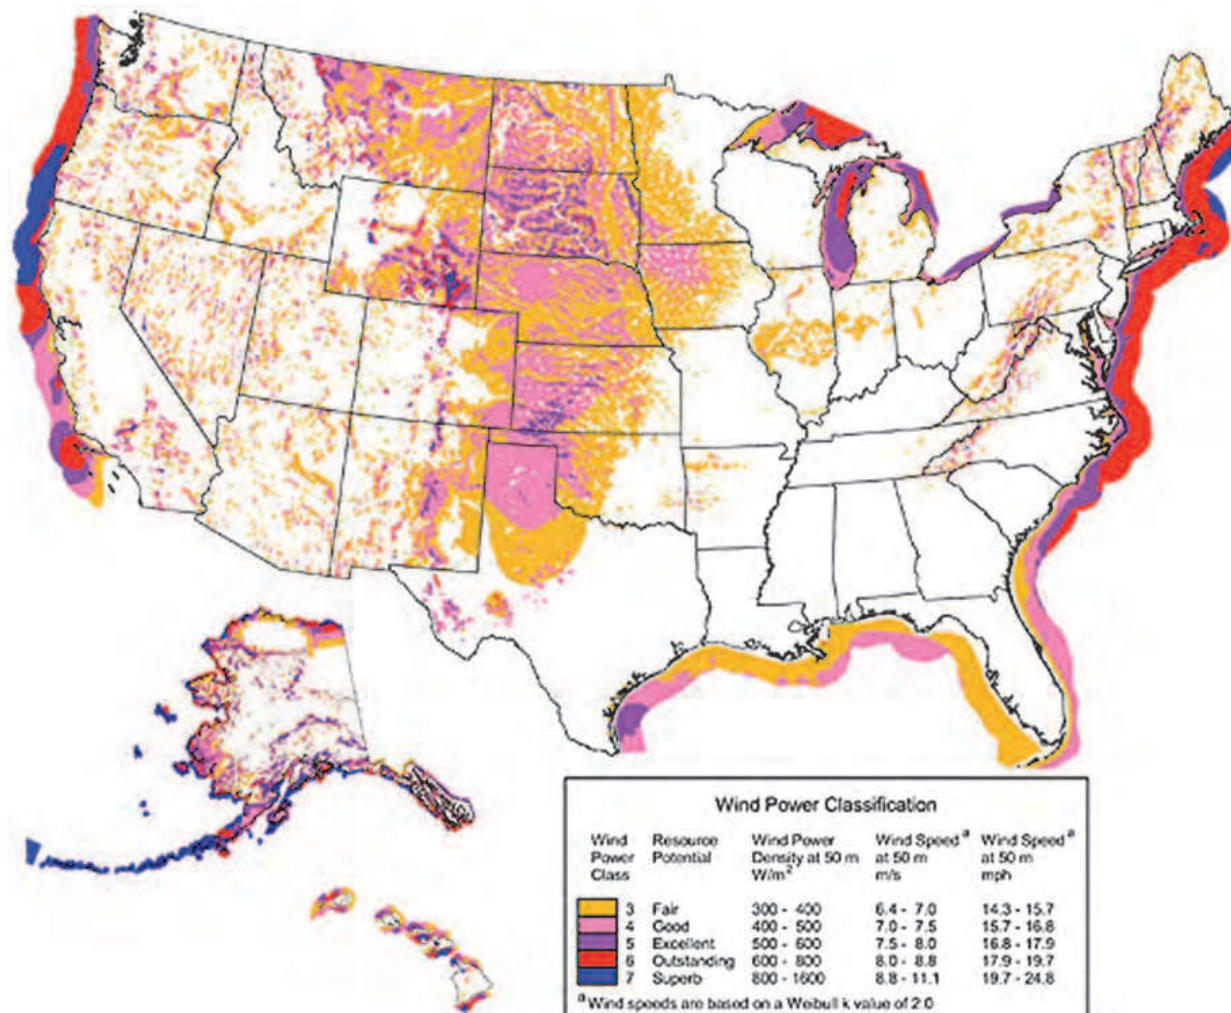 Wind Power Classification
Wind Power Class Resource Potential Wind Power Density at 50 m W/m2 Wind Speed a at 50 m m/s Wind Speed a at 50 m mph
3 Fair 300 - 400 6.4 - 7.0 14.3 - 15.7
4 Good 400 - 500 7.0 - 7.5 15.7 - 16.8
5 Excellent 500 - 600 7.5 - 8.0 16.8 - 17.9
6 Outstanding 600 - 800 8.0 - 8.8 17.9 - 19.7
7 Superb 800 - 1600 8.8 - 11.1 19.7 - 24.8
a Wind speeds are based on a Weibull k value of 2.0